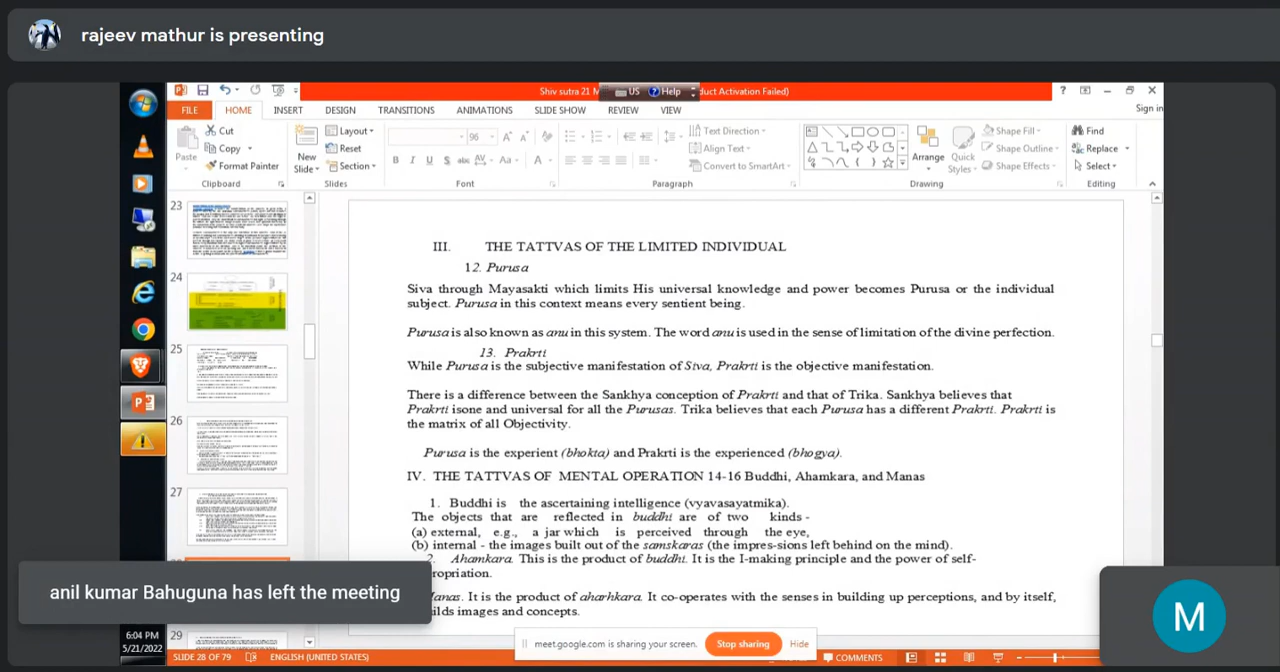 rajeev mathur is presenting
Shiv sutra 21 M
US Help
duct Activation Failed)
Sign in
FILE HOME INSERT DESIGN TRANSITIONS ANIMATIONS SLIDE SHOW REVIEW VIEW
Cut
Copy
Format Painter
Paste
Clipboard
New
Slide
Layout
Reset
Section
Slides
96
Font
Text Direction
Align Text
Convert to SmartArt
Paragraph
Arrange
Quick
Styles
Shape Fill
Shape Outline
Shape Effects
Drawing
Find
Replace
Select
Editing
23
24
25
26
27
29
III. THE TATTVAS OF THE LIMITED INDIVIDUAL
12. Purusa
Siva through Mayasakti which limits His universal knowledge and power becomes Purusa or the individual
subject. Purusa in this context means every sentient being.
Purusa is also known as anu in this system. The word anu is used in the sense of limitation of the divine perfection.
13. Prakrti
While Purusa is the subjective manifestation of Siva, Prakrti is the objective manifestation.
There is a difference between the Sankhya conception of Prakrti and that of Trika. Sankhya believes that
Prakrti isone and universal for all the Purusas. Trika believes that each Purusa has a different Prakrti. Prakrti is
the matrix of all Objectivity.
Purusa is the experient (bhokta) and Prakrti is the experienced (bhogya).
IV. THE TATTVAS OF MENTAL OPERATION 14-16 Buddhi, Ahamkara, and Manas
1. Buddhi is the ascertaining intelligence (vyavasayatmika).
The objects that are reflected in buddhi are of two kinds -
(a) external, e.g., a jar which is perceived through the eye,
(b) internal - the images built out of the samskaras (the impres-sions left behind on the mind).
2. Ahamkara. This is the product of buddhi. It is the I-making principle and the power of self-
ropriation.
anas. It is the product of aharhkara. It co-operates with the senses in building up perceptions, and by itself,
ilds images and concepts.
anil kumar Bahuguna has left the meeting
meet.google.com is sharing your screen. Stop sharing Hide
M
6:04 PM
5/21/2022
SLIDE 28 OF 79 ENGLISH (UNITED STATES) COMMENTS